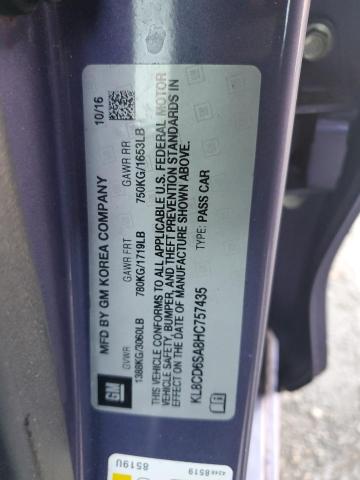 MFD BY GM KOREA COMPANY 10/16
GVWR GAWR FRT GAWR RR
1388KG/3060LB 780KG/1719LB 750KG/1653LB
THIS VEHICLE CONFORMS TO ALL APPLICABLE U.S. FEDERAL MOTOR
VEHICLE SAFETY, BUMPER, AND THEFT PREVENTION STANDARDS IN
EFFECT ON THE DATE OF MANUFACTURE SHOWN ABOVE.
KL8CD6SA8HC757435 TYPE: PASS CAR
GM
4248 8519
8519U